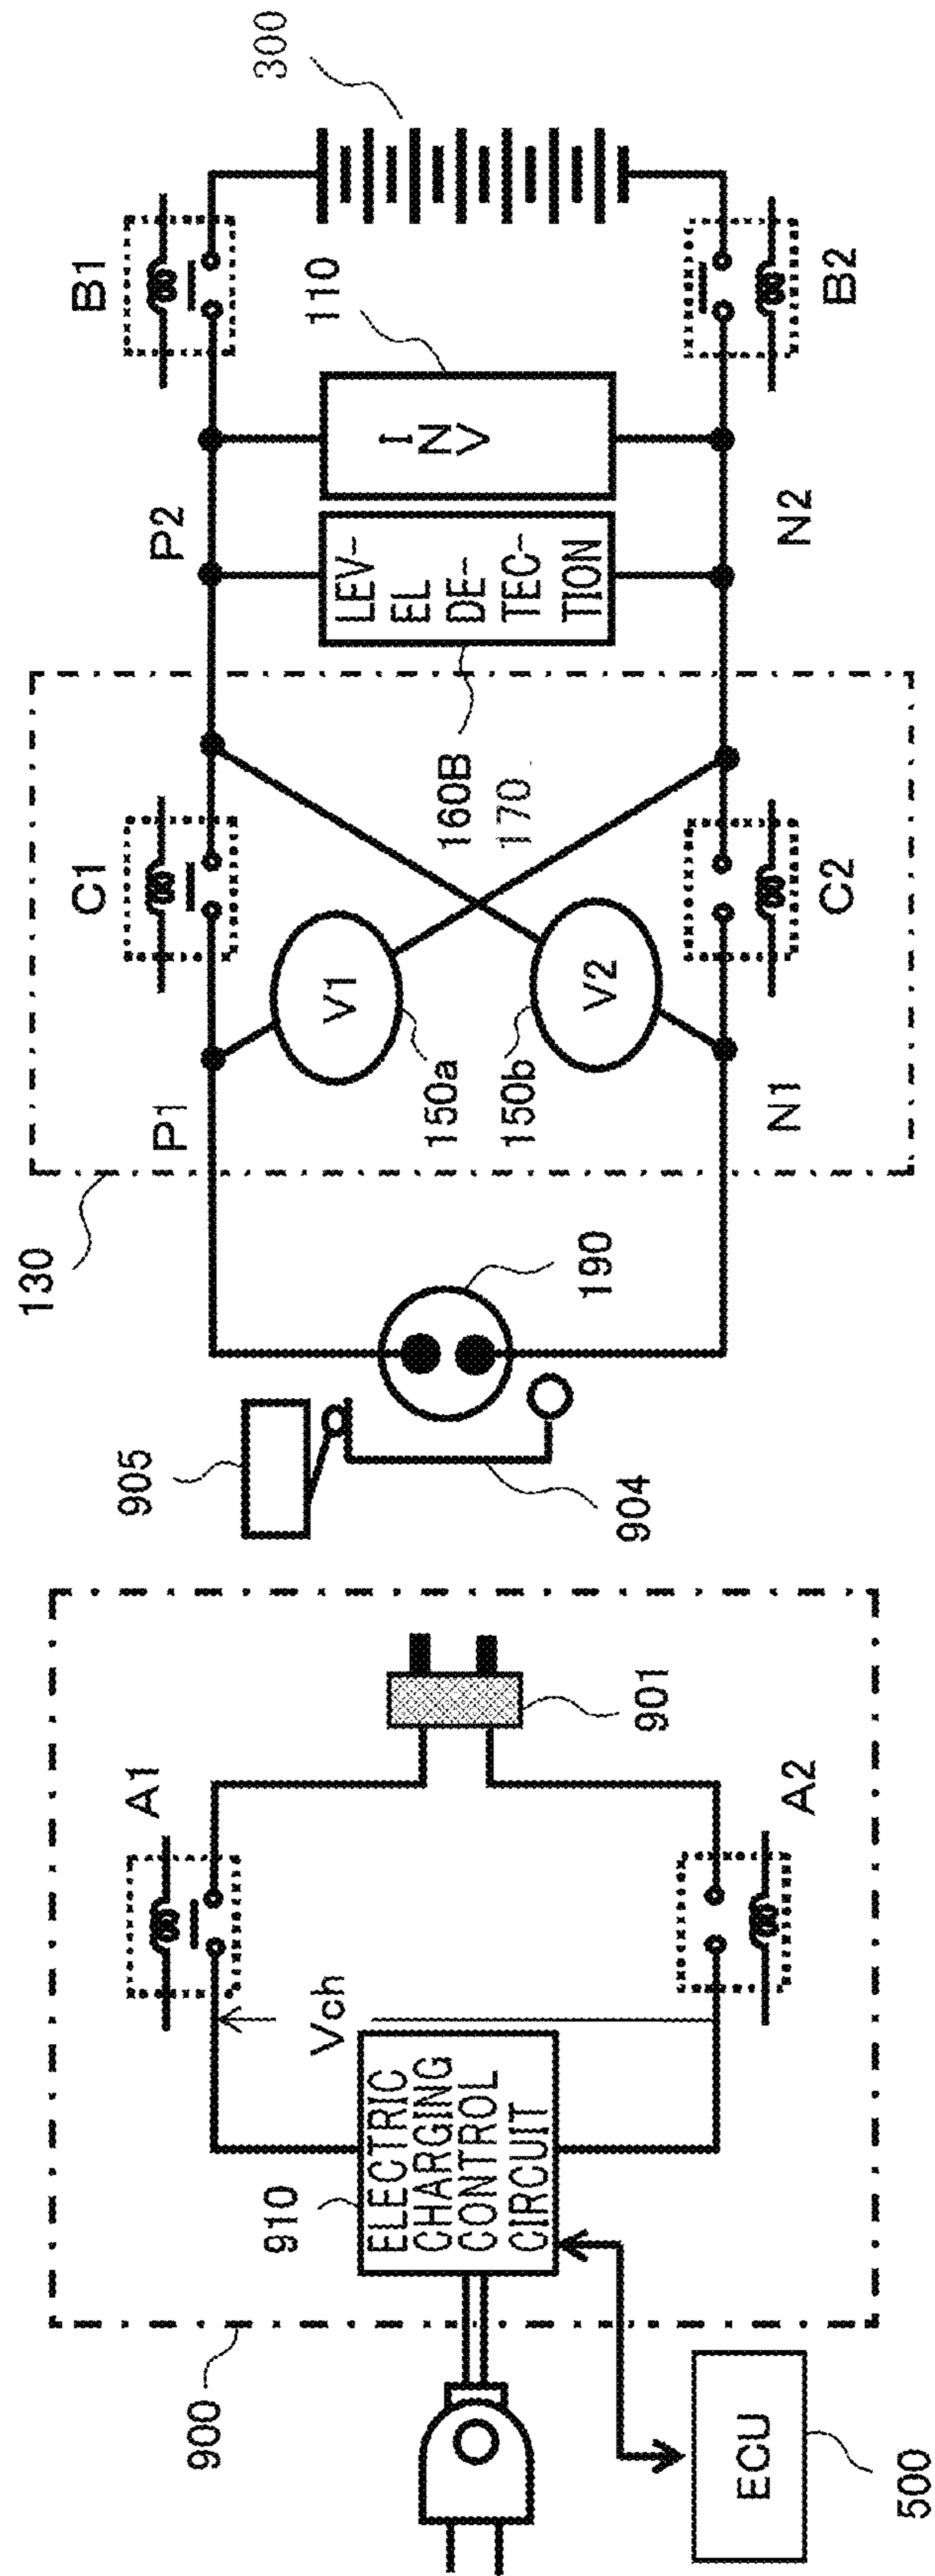 300
B1
B2
110
INV
P2
N2
LEV-
EL
DE-
TEC-
TION
160B
170
C1
C2
V1
V2
150a
150b
P1
N1
130
190
905
904
901
A1
A2
Vch
910
ELECTRIC
CHARGING
CONTROL
CIRCUIT
900
ECU
500